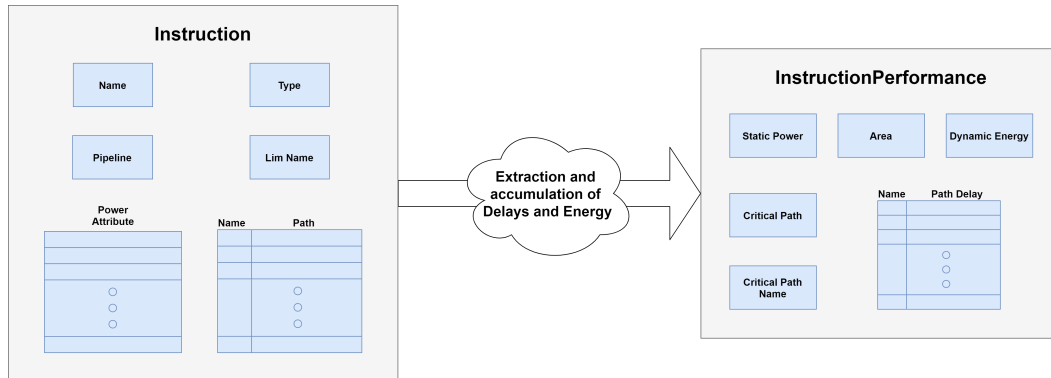 Instruction
Name
Type
Pipeline
Lim Name
Power
Attribute
Name
Path
Extraction and
accumulation of
Delays and Energy
InstructionPerformance
Static Power
Area
Dynamic Energy
Critical Path
Name
Path Delay
Critical Path
Name